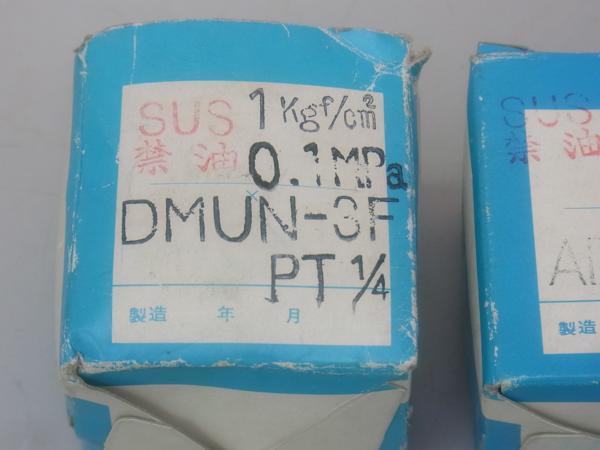 SUS 1 Kgf/cm²
禁油 0.1MPa
DMUN-3F
PT 1/4
製造 年 月
SUS
禁油
製造